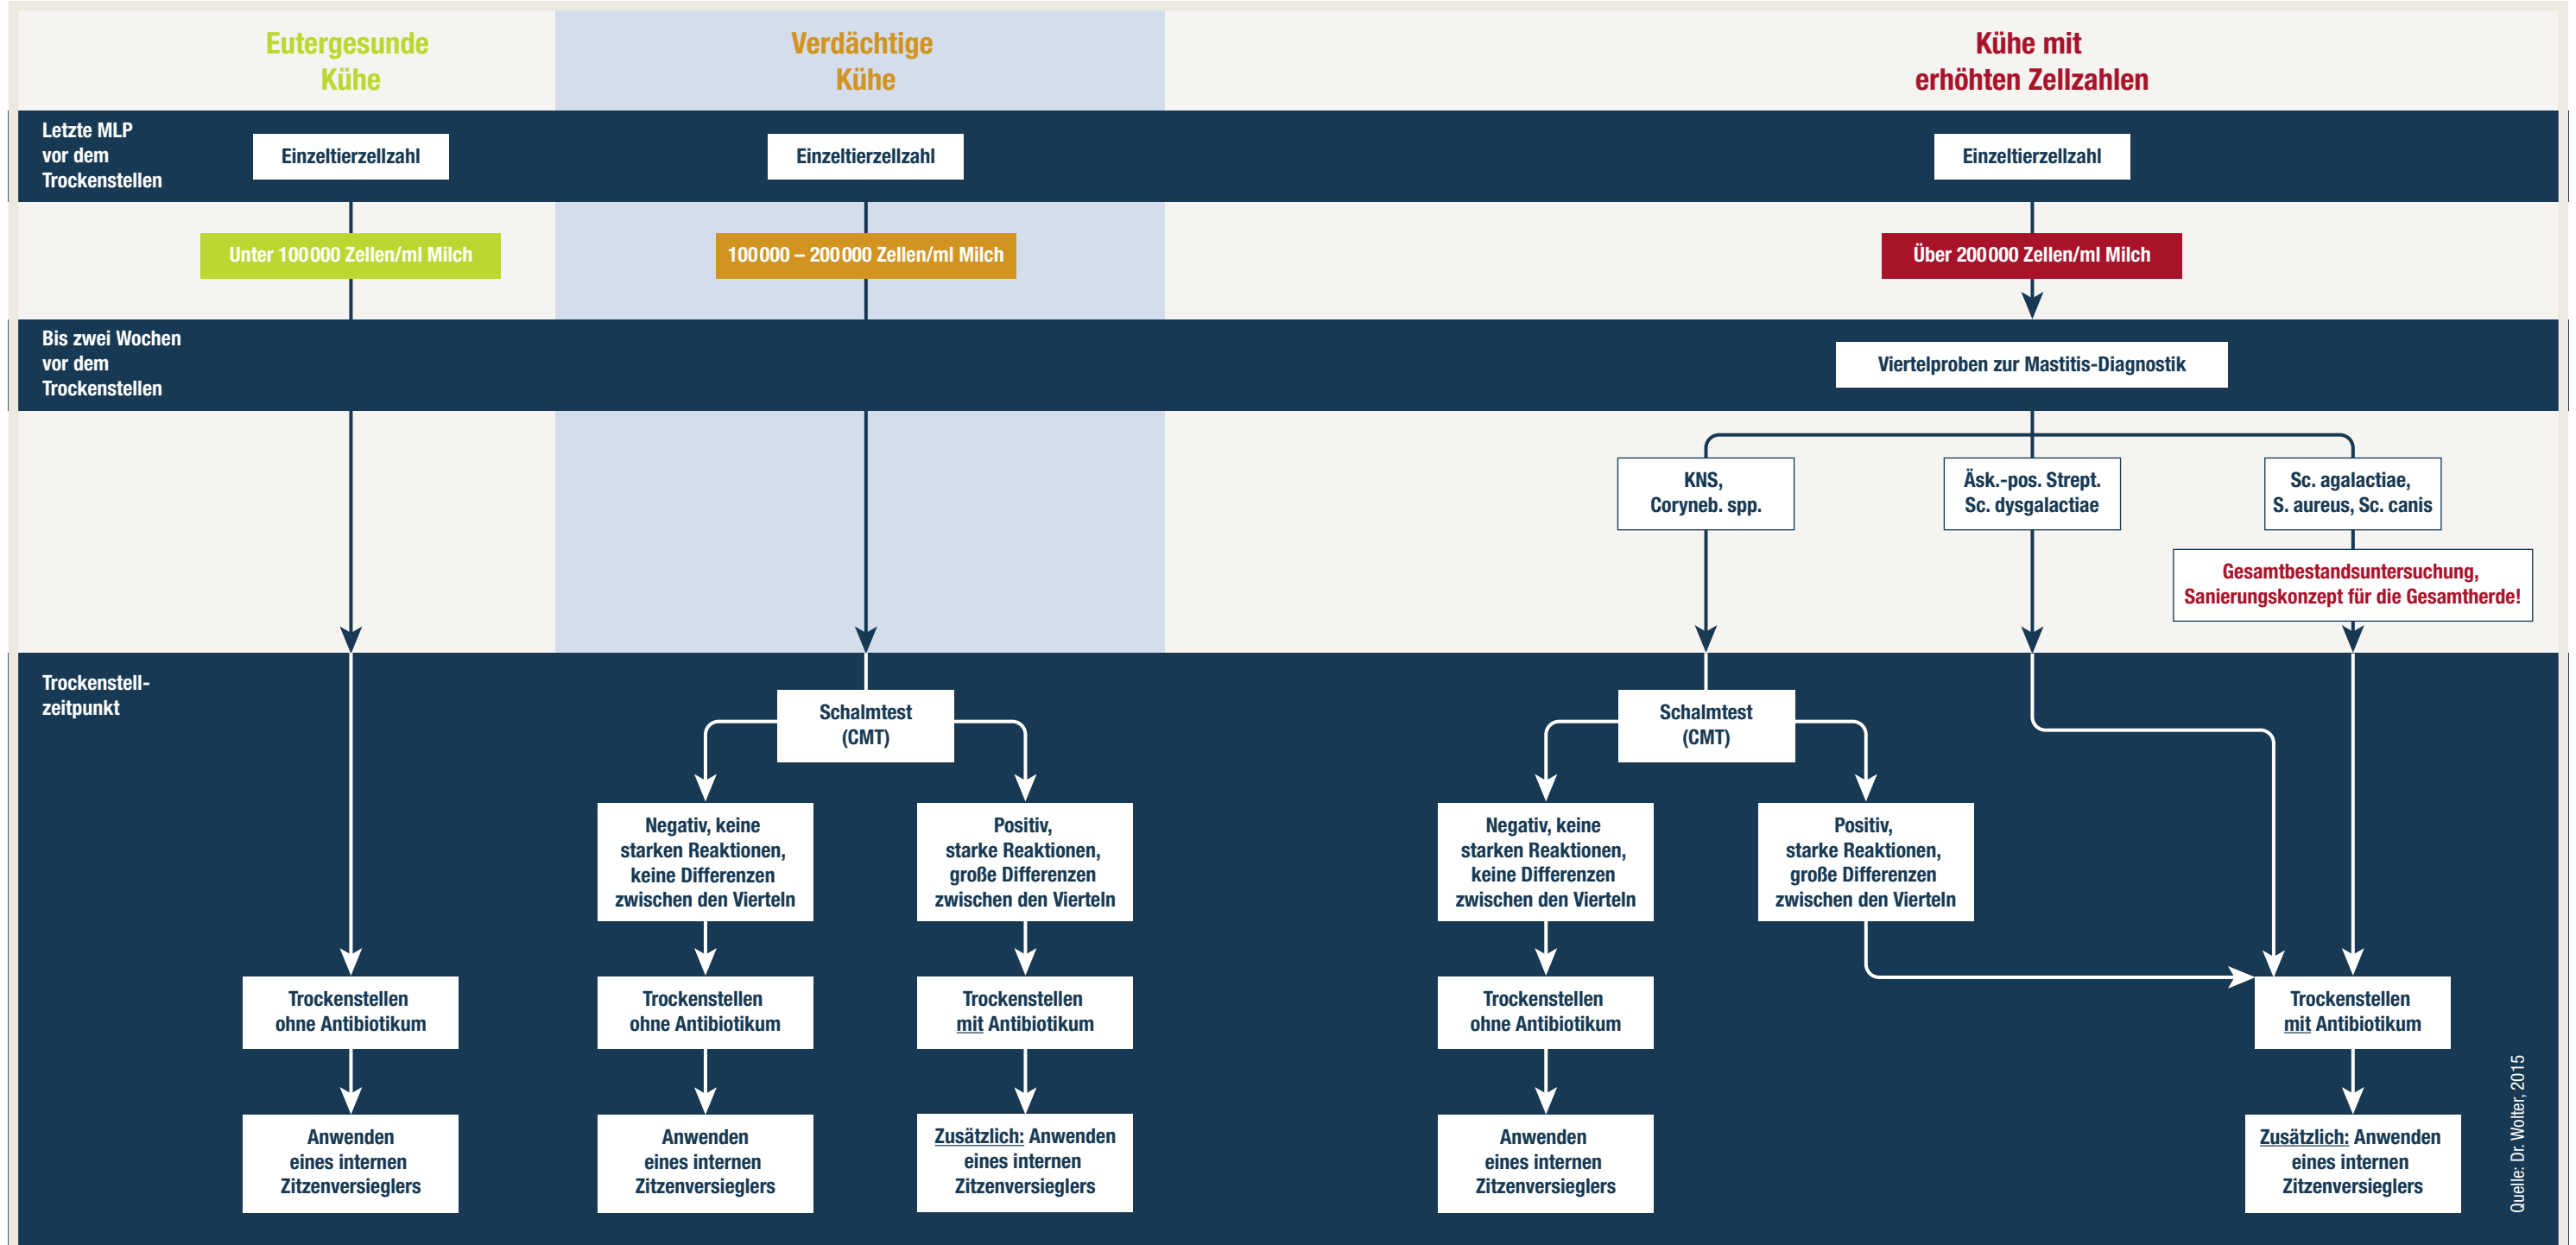 Eutergesunde
Kühe
Verdächtige
Kühe
Kühe mit
erhöhten Zellzahlen
Letzte MLP
vor dem
Trockenstellen
Einzeltierzellzahl
Einzeltierzellzahl
Einzeltierzellzahl
Unter 100 000 Zellen/ml Milch
100 000 – 200 000 Zellen/ml Milch
Über 200 000 Zellen/ml Milch
Bis zwei Wochen
vor dem
Trockenstellen
Viertelproben zur Mastitis-Diagnostik
KNS,
Coryneb. spp.
Äsk.-pos. Strept.
Sc. dysgalactiae
Sc. agalactiae,
S. aureus, Sc. canis
Gesamtbestandsuntersuchung,
Sanierungskonzept für die Gesamtherde!
Trockenstell-
zeitpunkt
Schalmtest
(CMT)
Schalmtest
(CMT)
Negativ, keine
starken Reaktionen,
keine Differenzen
zwischen den Vierteln
Positiv,
starke Reaktionen,
große Differenzen
zwischen den Vierteln
Negativ, keine
starken Reaktionen,
keine Differenzen
zwischen den Vierteln
Positiv,
starke Reaktionen,
große Differenzen
zwischen den Vierteln
Trockenstellen
ohne Antibiotikum
Trockenstellen
ohne Antibiotikum
Trockenstellen
mit Antibiotikum
Trockenstellen
ohne Antibiotikum
Trockenstellen
mit Antibiotikum
Anwenden
eines internen
Zitzenversieglers
Anwenden
eines internen
Zitzenversieglers
Zusätzlich: Anwenden
eines internen
Zitzenversieglers
Anwenden
eines internen
Zitzenversieglers
Zusätzlich: Anwenden
eines internen
Zitzenversieglers
Quelle: Dr. Wolter, 2015